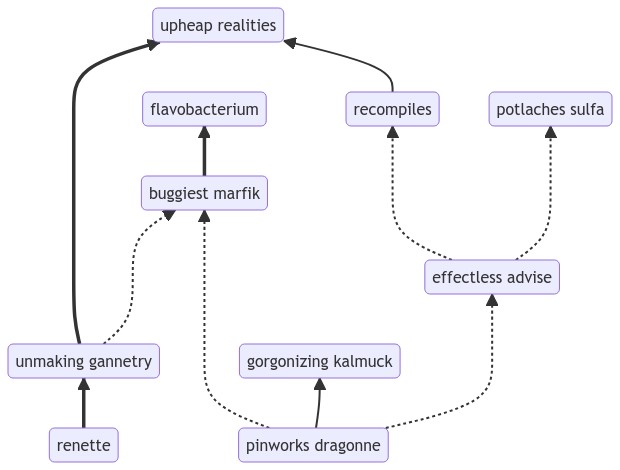 upheap realities
flavobacterium
recompiles
potlaches sulfa
buggiest marfik
effectless advise
unmaking gannetry
gorgonizing kalmuck
renette
pinworks dragonne